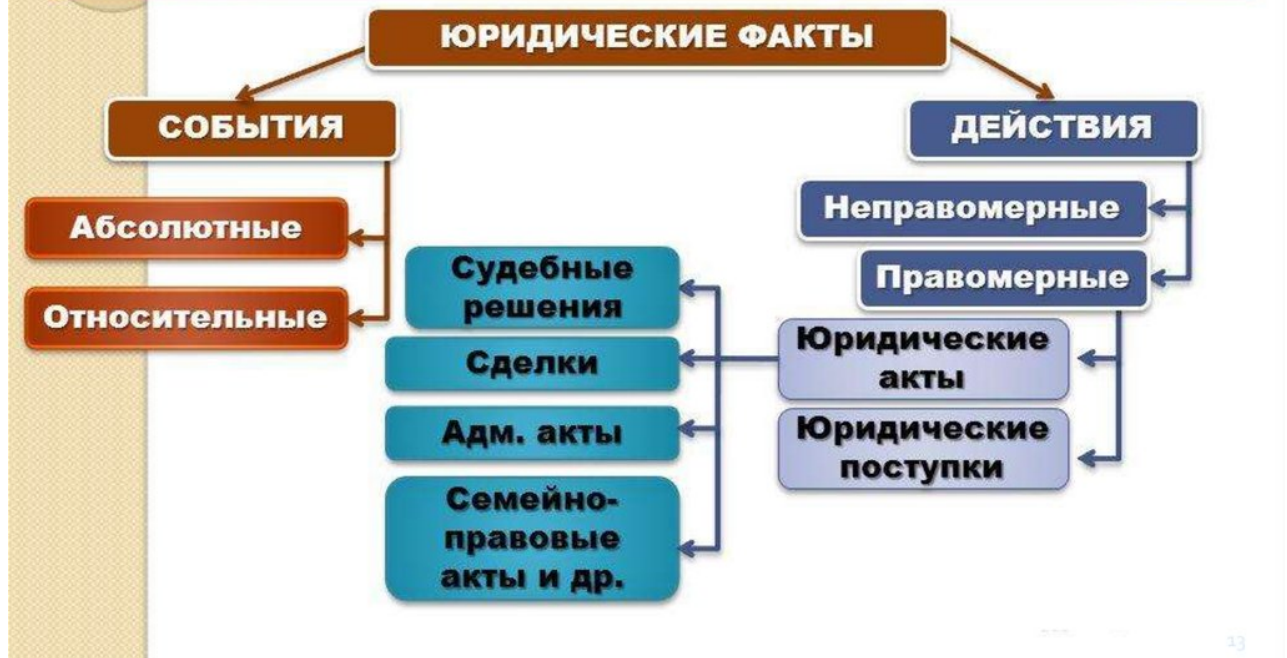 ЮРИДИЧЕСКИЕ ФАКТЫ
СОБЫТИЯ
ДЕЙСТВИЯ
Абсолютные
Относительные
Неправомерные
Правомерные
Судебные
решения
Сделки
Адм. акты
Семейно-
правовые
акты и др.
Юридические
акты
Юридические
поступки
13